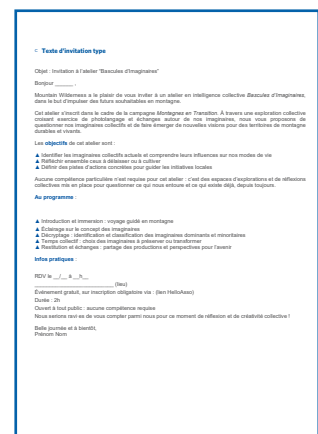 = Texte d'invitation type
Objet : Invitation à l'atelier "Bascules d'Imaginaires"
Bonjour ______ ,
Mountain Wilderness a le plaisir de vous inviter à un atelier en intelligence collective Bascules d'Imaginaires,
dans le but d'impulser des futurs souhaitables en montagne.
Cet atelier s'inscrit dans le cadre de la campagne Montagnes en Transition. À travers une exploration collective
croisant exercice de photolangage et échanges autour de nos imaginaires, nous vous proposons de
questionner nos imaginaires collectifs et de faire émerger de nouvelles visions pour des territoires de montagne
durables et vivants.
Les objectifs de cet atelier sont :
▲ Identifier les imaginaires collectifs actuels et comprendre leurs influences sur nos modes de vie
▲ Réfléchir ensemble ceux à délaisser ou à cultiver
▲ Définir des pistes d'actions concrètes pour guider les initiatives locales
Aucune compétence particulière n'est requise pour cet atelier : c'est des espaces d'explorations et de réflexions
collectives mis en place pour questionner ce qui nous entoure et ce qui existe déjà, depuis toujours.
Au programme :
▲ Introduction et immersion : voyage guidé en montagne
▲ Éclairage sur le concept des imaginaires
▲ Décryptage : identification et classification des imaginaires dominants et minoritaires
▲ Temps collectif : choix des imaginaires à préserver ou transformer
▲ Restitution et échanges : partage des productions et perspectives pour l'avenir
Infos pratiques :
RDV le __/__ à __h__
______________________ (lieu)
Évènement gratuit, sur inscription obligatoire via : (lien HelloAsso)
Durée : 2h
Ouvert à tout public : aucune compétence requise
Nous serions ravi·es de vous compter parmi nous pour ce moment de réflexion et de créativité collective !
Belle journée et à bientôt,
Prénom Nom